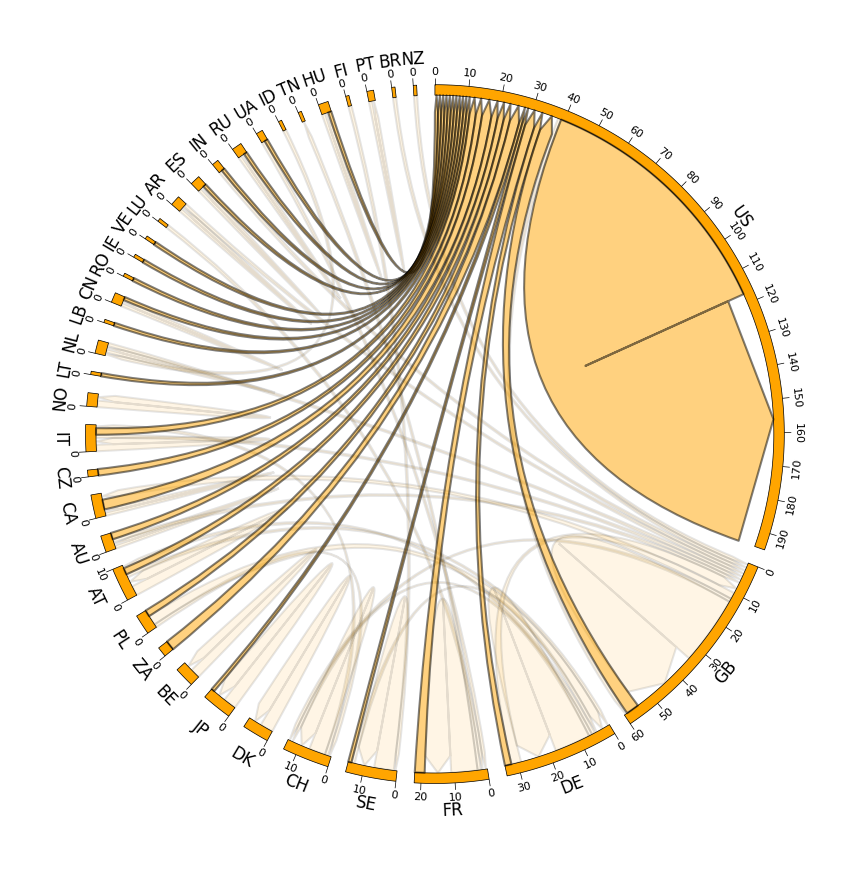 US
0
10
20
30
40
50
60
70
80
90
100
110
120
130
140
150
160
170
180
190
GB
0
10
20
30
40
50
60
DE
0
10
20
30
FR
0
10
20
SE
0
10
CH
0
10
DK
0
JP
0
BE
0
ZA
0
PL
0
AT
0
10
AU
0
CA
0
CZ
0
IT
0
NO
0
LT
0
NL
0
LB
0
CN
0
RO
0
IE
0
VE
0
LU
0
AR
0
ES
0
IN
0
RU
0
UA
0
ID
0
TN
0
HU
0
FI
0
PT
0
BR
0
NZ
0